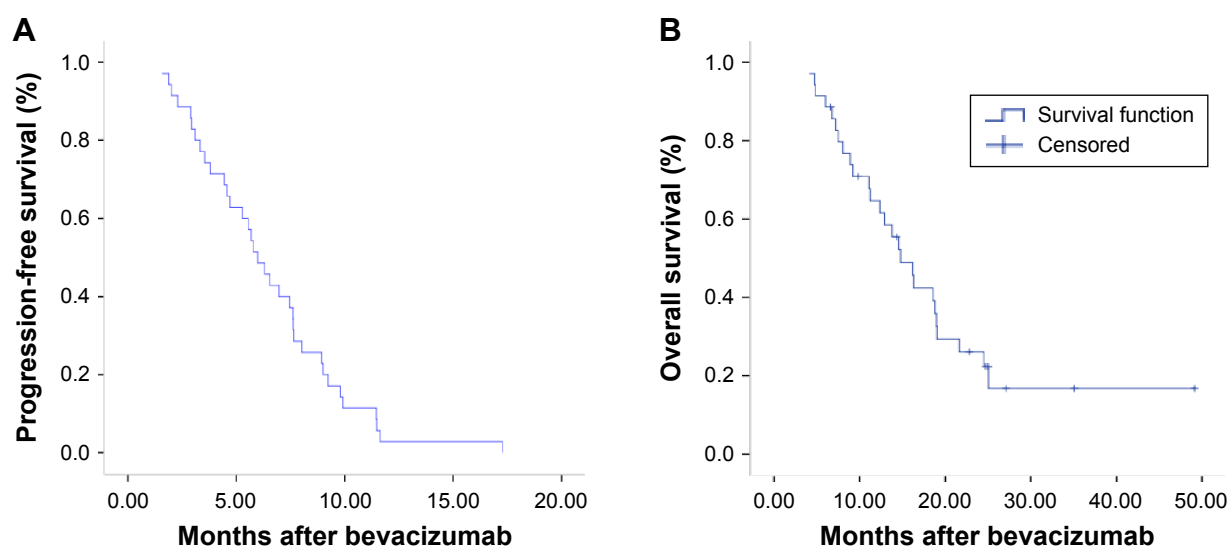 A
Progression-free survival (%)
1.0
0.8
0.6
0.4
0.2
0.0
0.00 5.00 10.00 15.00 20.00
Months after bevacizumab
B
Overall survival (%)
1.0
0.8
0.6
0.4
0.2
0.0
Survival function
Censored
0.00 10.00 20.00 30.00 40.00 50.00
Months after bevacizumab